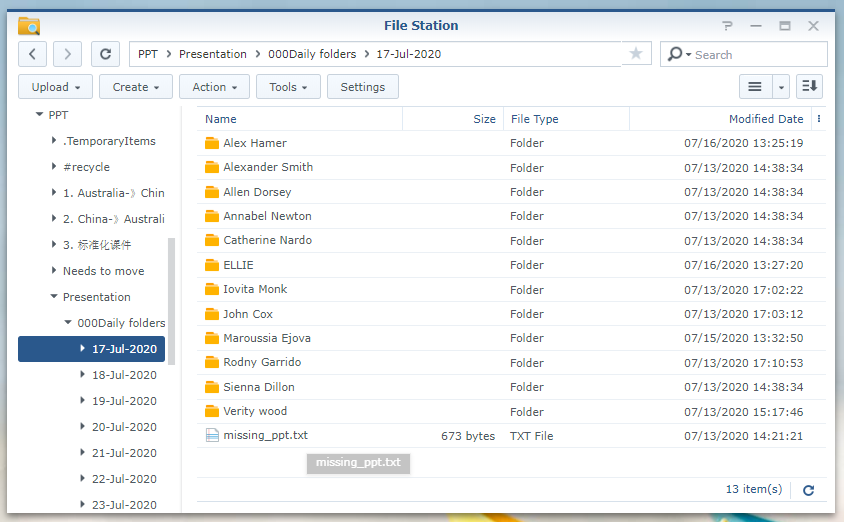 File Station
PPT Presentation 000Daily folders 17-Jul-2020
Search
Upload Create Action Tools Settings
PPT
.TemporaryItems
#recycle
1. Australia-》Chin
2. China-》Australi
3. 标准化课件
Needs to move
Presentation
000Daily folders
17-Jul-2020
18-Jul-2020
19-Jul-2020
20-Jul-2020
21-Jul-2020
22-Jul-2020
23-Jul-2020
Name Size File Type Modified Date
Alex Hamer Folder 07/16/2020 13:25:19
Alexander Smith Folder 07/13/2020 14:38:34
Allen Dorsey Folder 07/13/2020 14:38:34
Annabel Newton Folder 07/13/2020 14:38:34
Catherine Nardo Folder 07/13/2020 14:38:34
ELLIE Folder 07/16/2020 13:27:20
Iovita Monk Folder 07/13/2020 17:02:22
John Cox Folder 07/13/2020 17:03:12
Maroussia Ejova Folder 07/15/2020 13:32:50
Rodny Garrido Folder 07/13/2020 17:10:53
Sienna Dillon Folder 07/13/2020 14:38:34
Verity wood Folder 07/13/2020 15:17:46
missing_ppt.txt 673 bytes TXT File 07/13/2020 14:21:21
missing_ppt.txt
13 item(s)